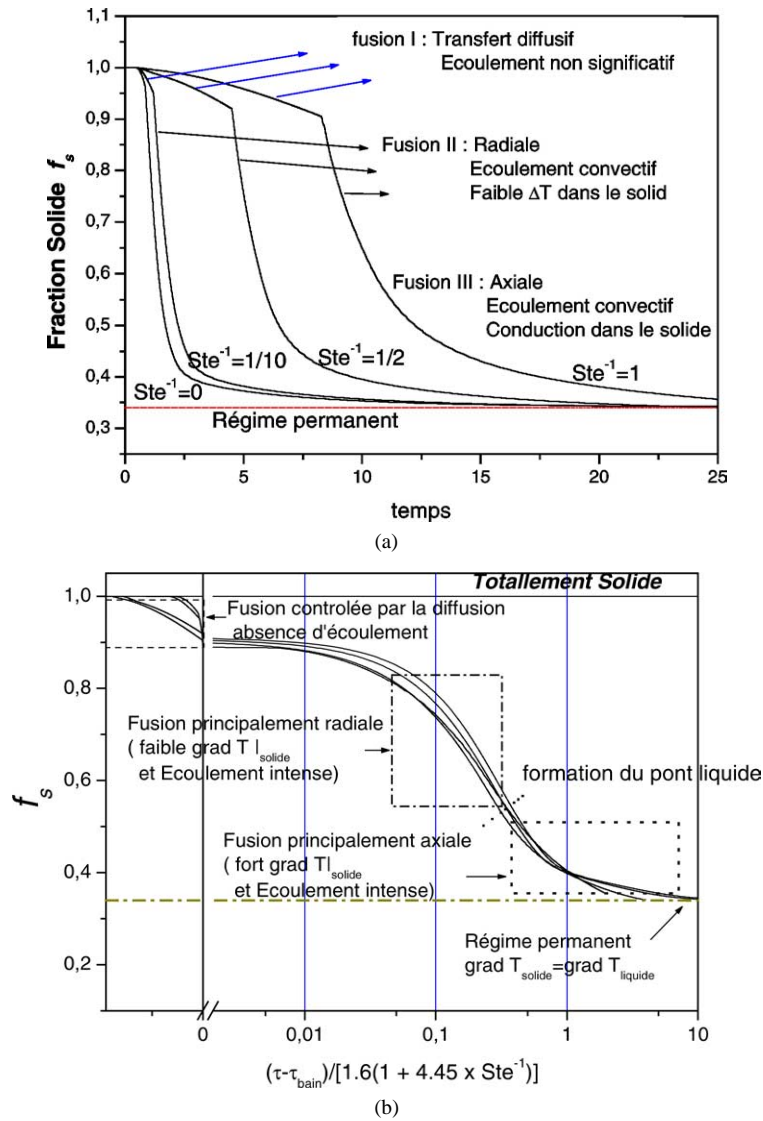 1,1
1,0
0,9
0,8
0,7
0,6
0,5
0,4
0,3
Fraction Solide fs
fusion I : Transfert diffusif
Ecoulement non significatif
Fusion II : Radiale
Ecoulement convectif
Faible ΔT dans le solid
Fusion III : Axiale
Ecoulement convectif
Conduction dans le solide
Ste⁻¹=0
Ste⁻¹=1/10
Ste⁻¹=1/2
Ste⁻¹=1
Régime permanent
0 5 10 15 20 25
temps
(a)
Totallement Solide
1,0
0,8
0,6
0,4
0,2
fs
Fusion controlée par la diffusion
absence d'écoulement
Fusion principalement radiale
( faible grad T |solide
et Ecoulement intense)
formation du pont liquide
Fusion principalement axiale
( fort grad T|solide
et Ecoulement intense)
Régime permanent
grad Tsolide=grad Tliquide
0 0,01 0,1 1 10
(τ-τbain)/[1.6(1 + 4.45 x Ste⁻¹)]
(b)